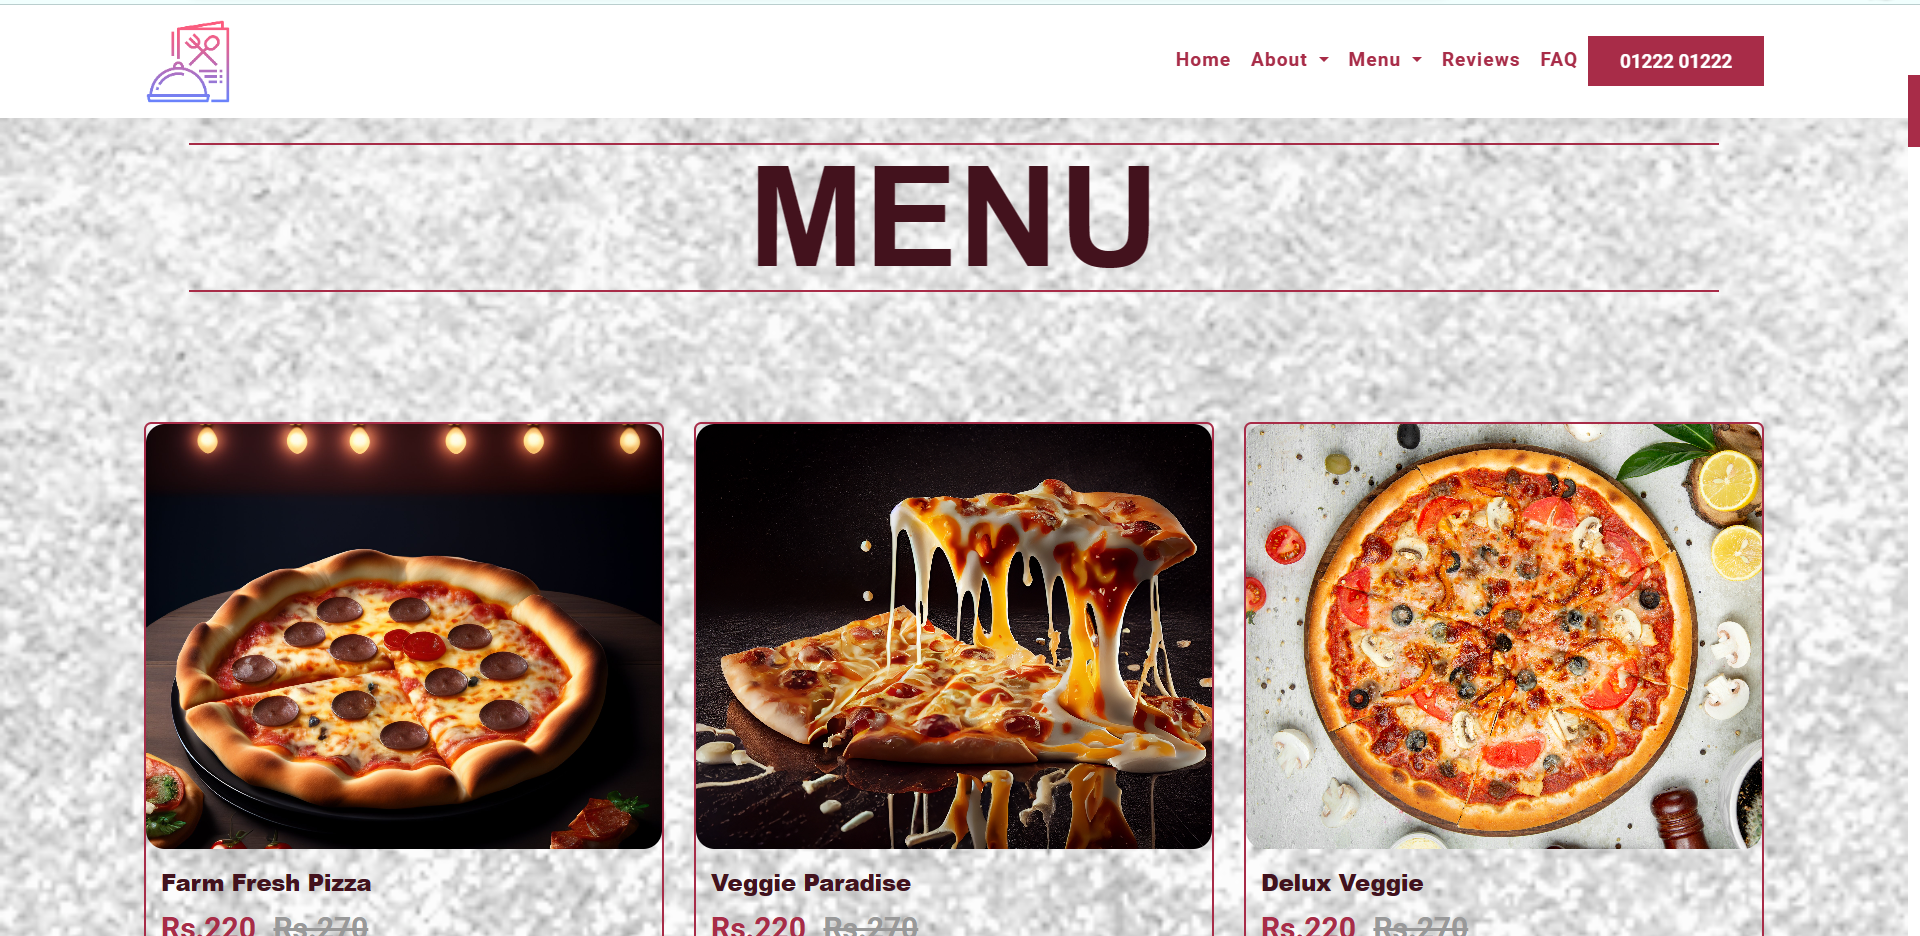 Home About Menu Reviews FAQ 01222 01222
MENU
Farm Fresh Pizza
Rs.220 Rs.270
Veggie Paradise
Rs.220 Rs.270
Delux Veggie
Rs.220 Rs.270